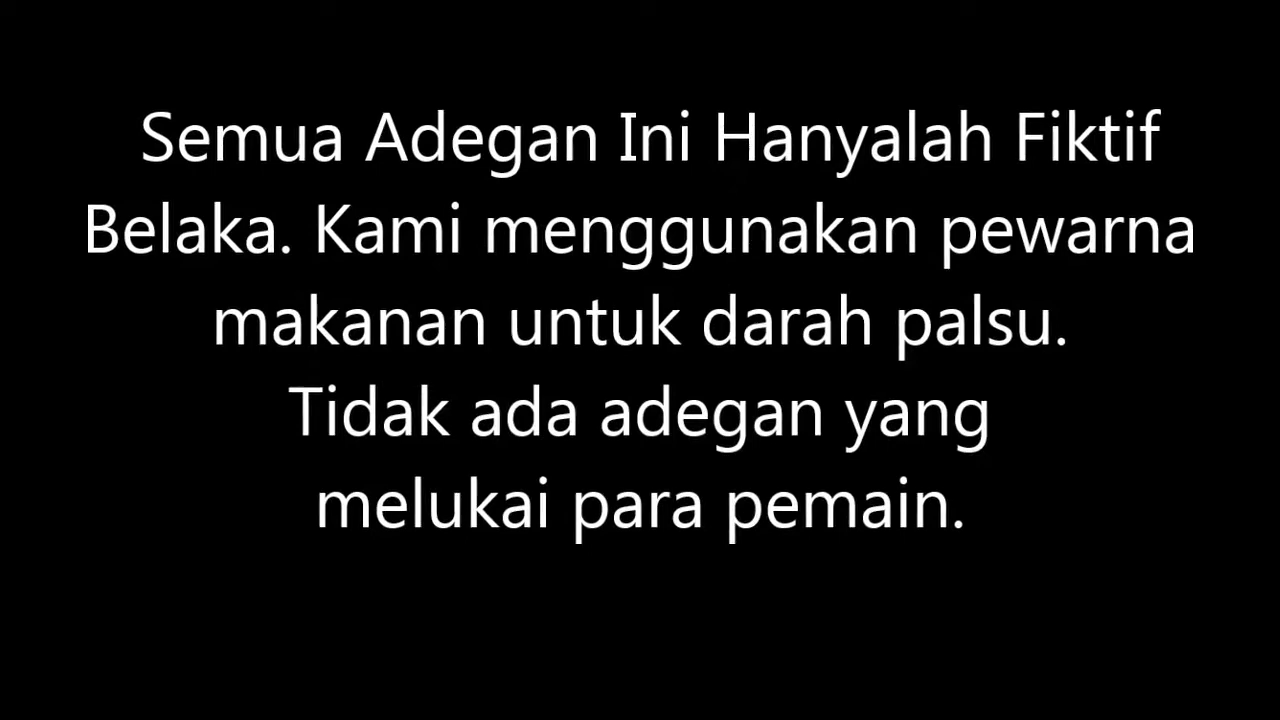 Semua Adegan Ini Hanyalah Fiktif
Belaka. Kami menggunakan pewarna
makanan untuk darah palsu.
Tidak ada adegan yang
melukai para pemain.